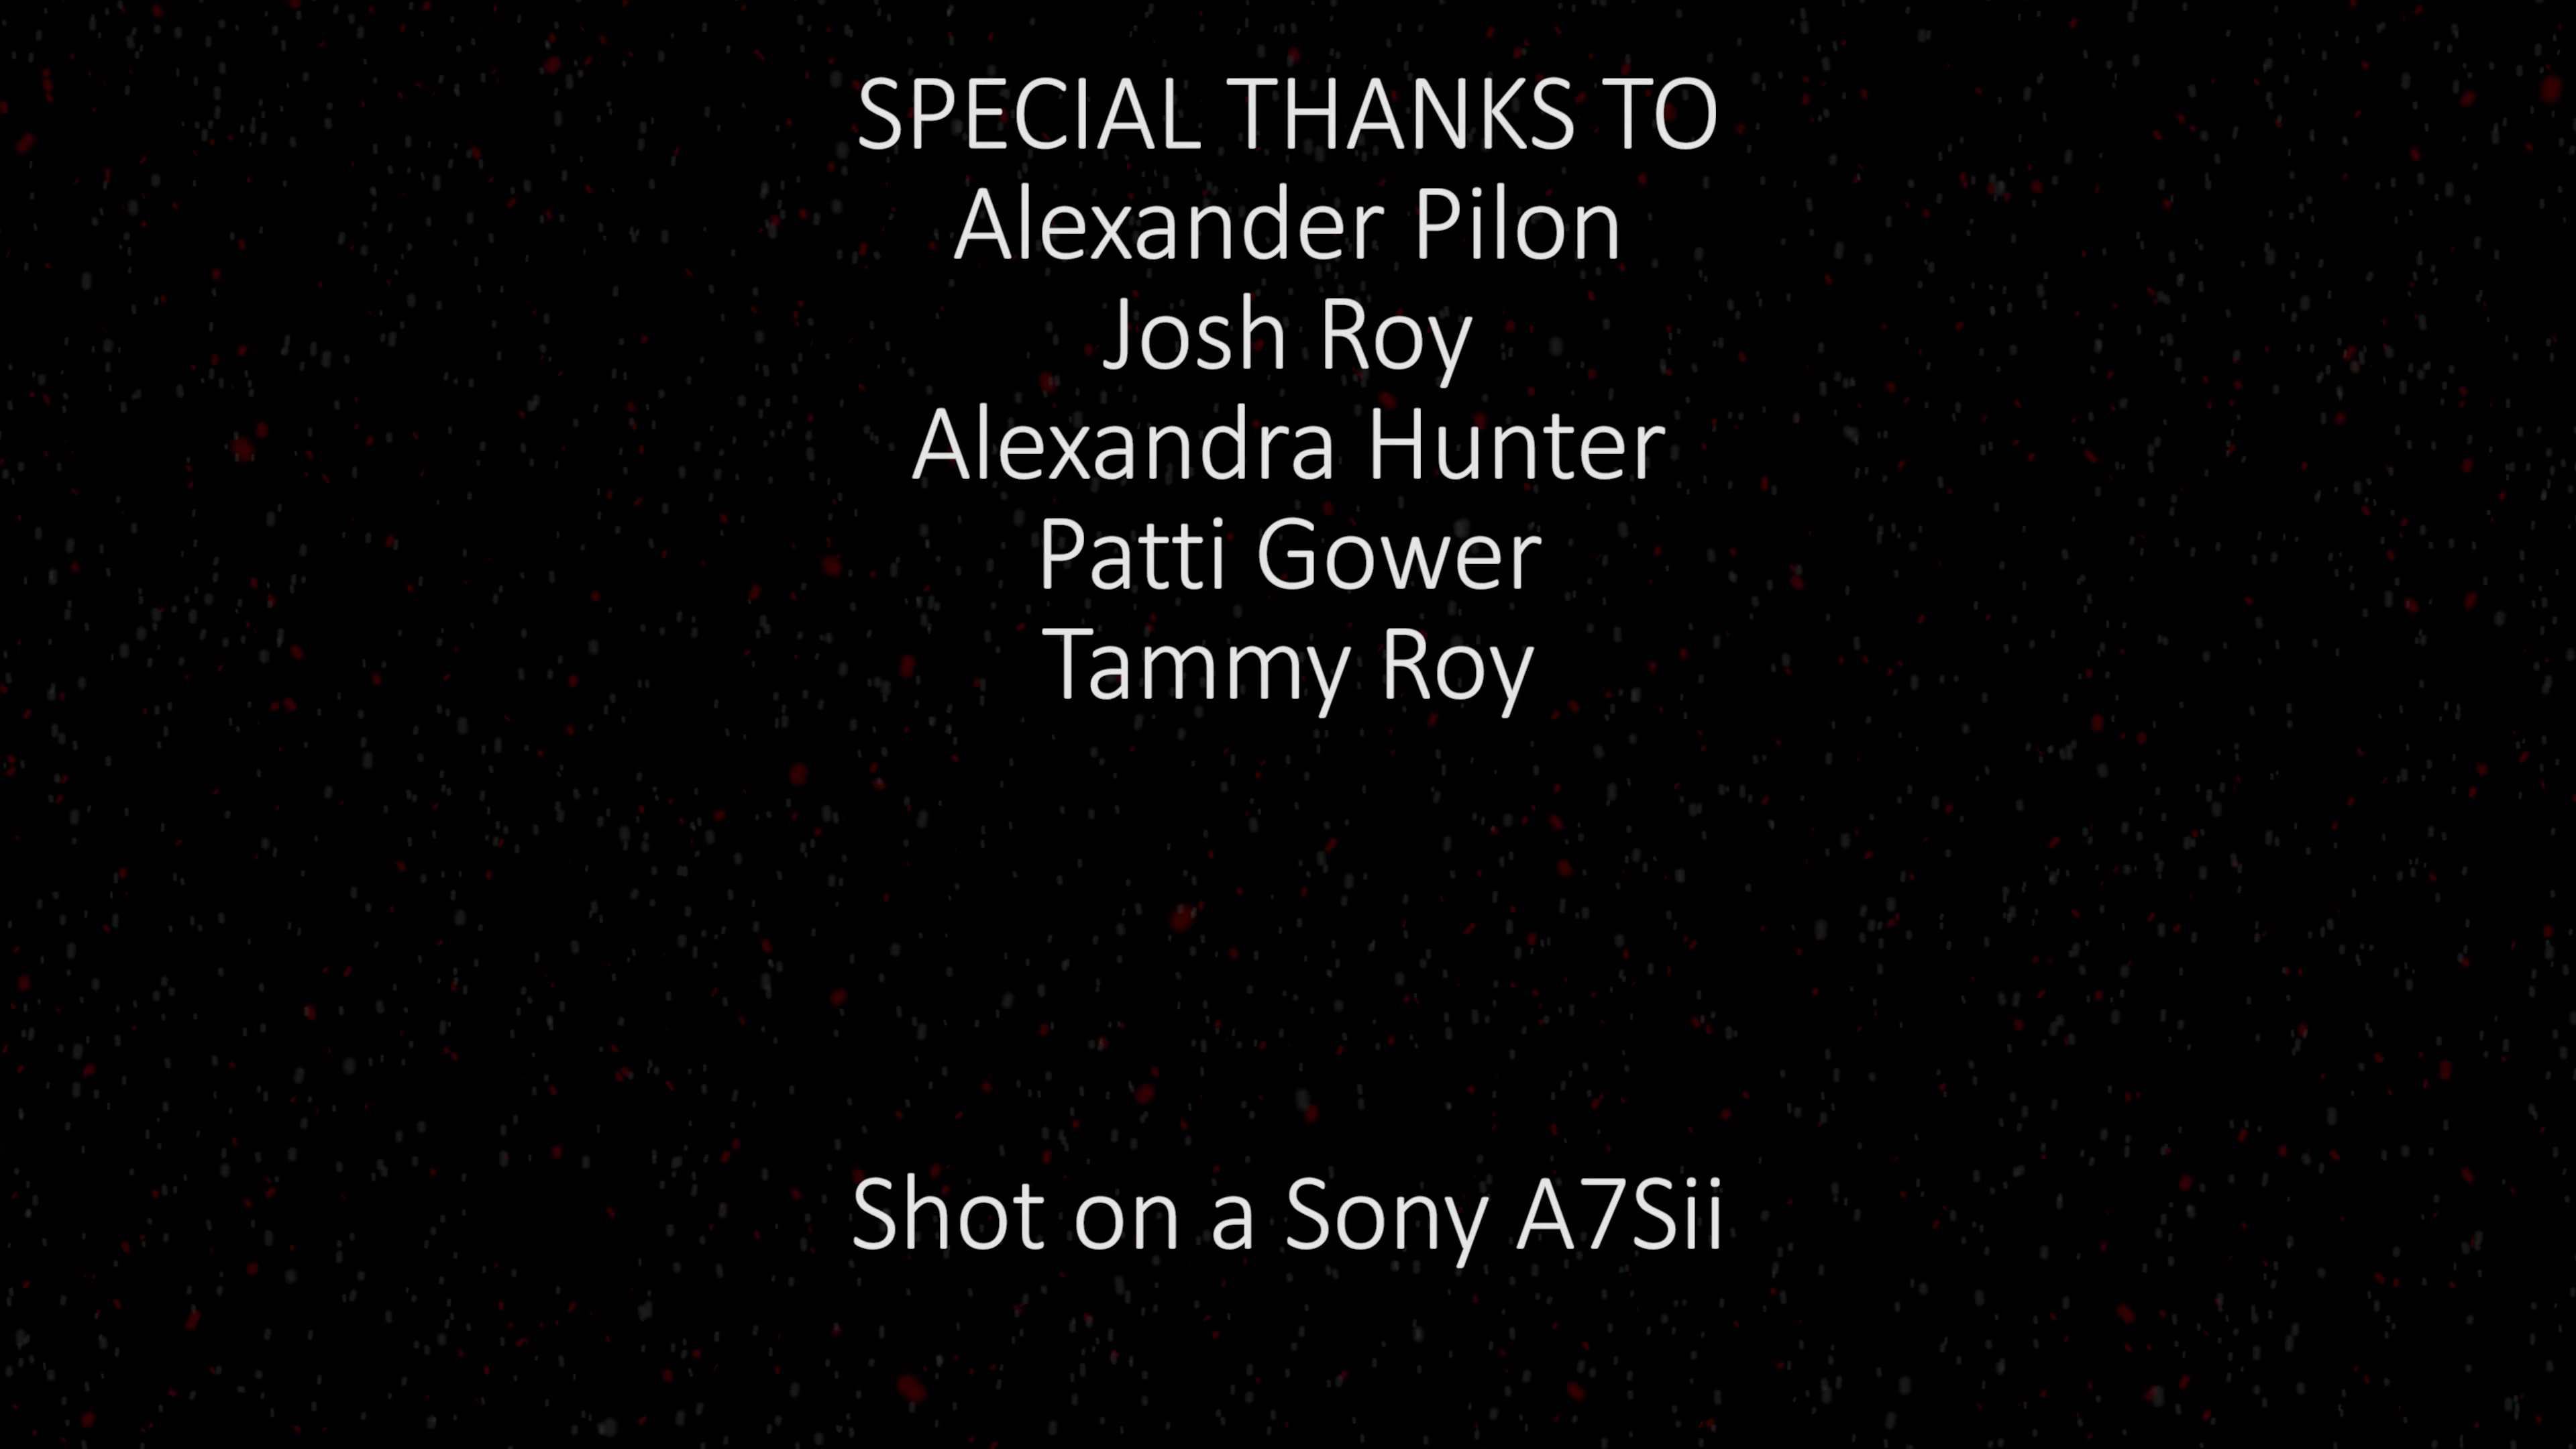 SPECIAL THANKS TO
Alexander Pilon
Josh Roy
Alexandra Hunter
Patti Gower
Tammy Roy
Shot on a Sony A7Sii